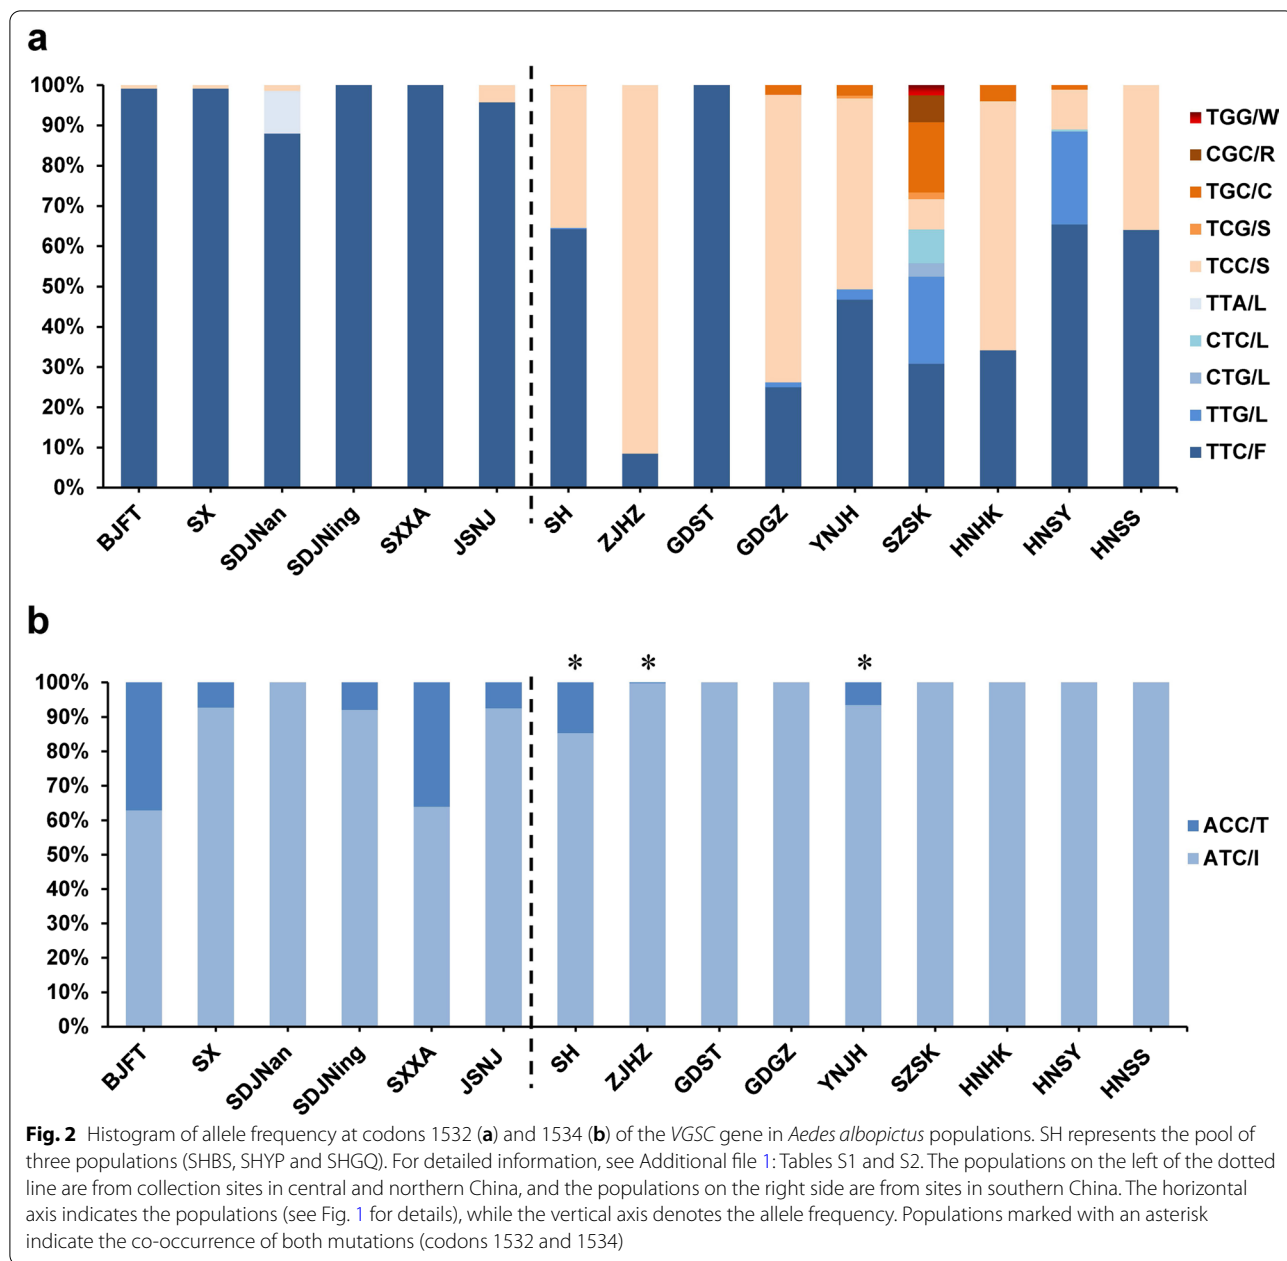 a
100%
90%
80%
70%
60%
50%
40%
30%
20%
10%
0%
TGG/W
CGC/R
TGC/C
TCG/S
TCC/S
TTA/L
CTC/L
CTG/L
TTG/L
TTC/F
BJFT SX SDJNan SDJNing SXXA JSNJ SH ZJHZ GDST GDGZ YNJH SZSK HNHK HNSY HNSS
b
* * *
100%
90%
80%
70%
60%
50%
40%
30%
20%
10%
0%
ACC/T
ATC/I
BJFT SX SDJNan SDJNing SXXA JSNJ SH ZJHZ GDST GDGZ YNJH SZSK HNHK HNSY HNSS
Fig. 2 Histogram of allele frequency at codons 1532 (a) and 1534 (b) of the VGSC gene in Aedes albopictus populations. SH represents the pool of
three populations (SHBS, SHYP and SHGQ). For detailed information, see Additional file 1: Tables S1 and S2. The populations on the left of the dotted
line are from collection sites in central and northern China, and the populations on the right side are from sites in southern China. The horizontal
axis indicates the populations (see Fig. 1 for details), while the vertical axis denotes the allele frequency. Populations marked with an asterisk
indicate the co-occurrence of both mutations (codons 1532 and 1534)